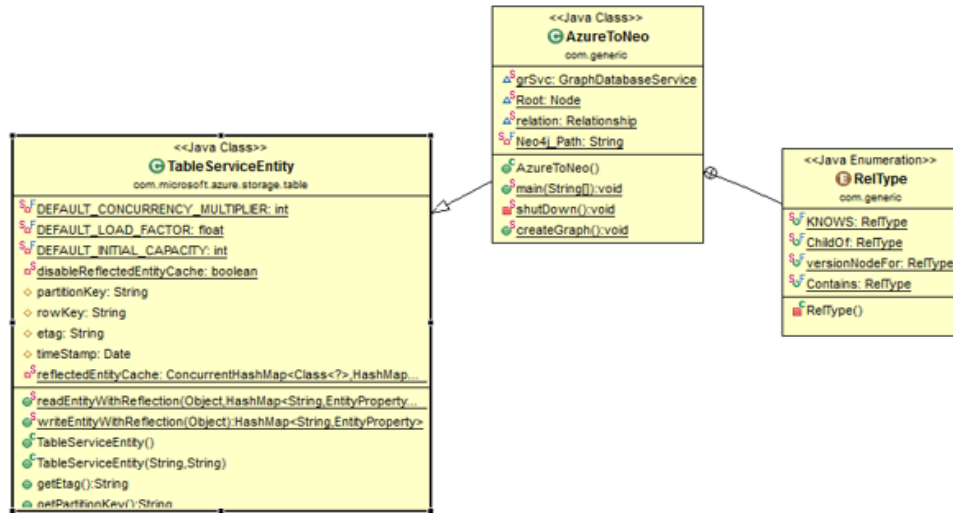 <<Java Class>>
AzureToNeo
com.generic
grSvc: GraphDatabaseService
Root: Node
relation: Relationship
Neo4j_Path: String
AzureToNeo()
main(String[]):void
shutDown():void
createGraph():void
<<Java Class>>
TableServiceEntity
com.microsoft.azure.storage.table
DEFAULT_CONCURRENCY_MULTIPLIER: int
DEFAULT_LOAD_FACTOR: float
DEFAULT_INITIAL_CAPACITY: int
disableReflectedEntityCache: boolean
partitionKey: String
rowKey: String
etag: String
timeStamp: Date
reflectedEntityCache: ConcurrentHashMap<Class<?>,HashMap...
readEntityWithReflection(Object,HashMap<String,EntityProperty...
writeEntityWithReflection(Object):HashMap<String,EntityProperty>
TableServiceEntity()
TableServiceEntity(String,String)
getEtag():String
getPartitionKey():String
<<Java Enumeration>>
RelType
com.generic
KNOWS: RelType
ChildOf: RelType
versionNodeFor: RelType
Contains: RelType
RelType()